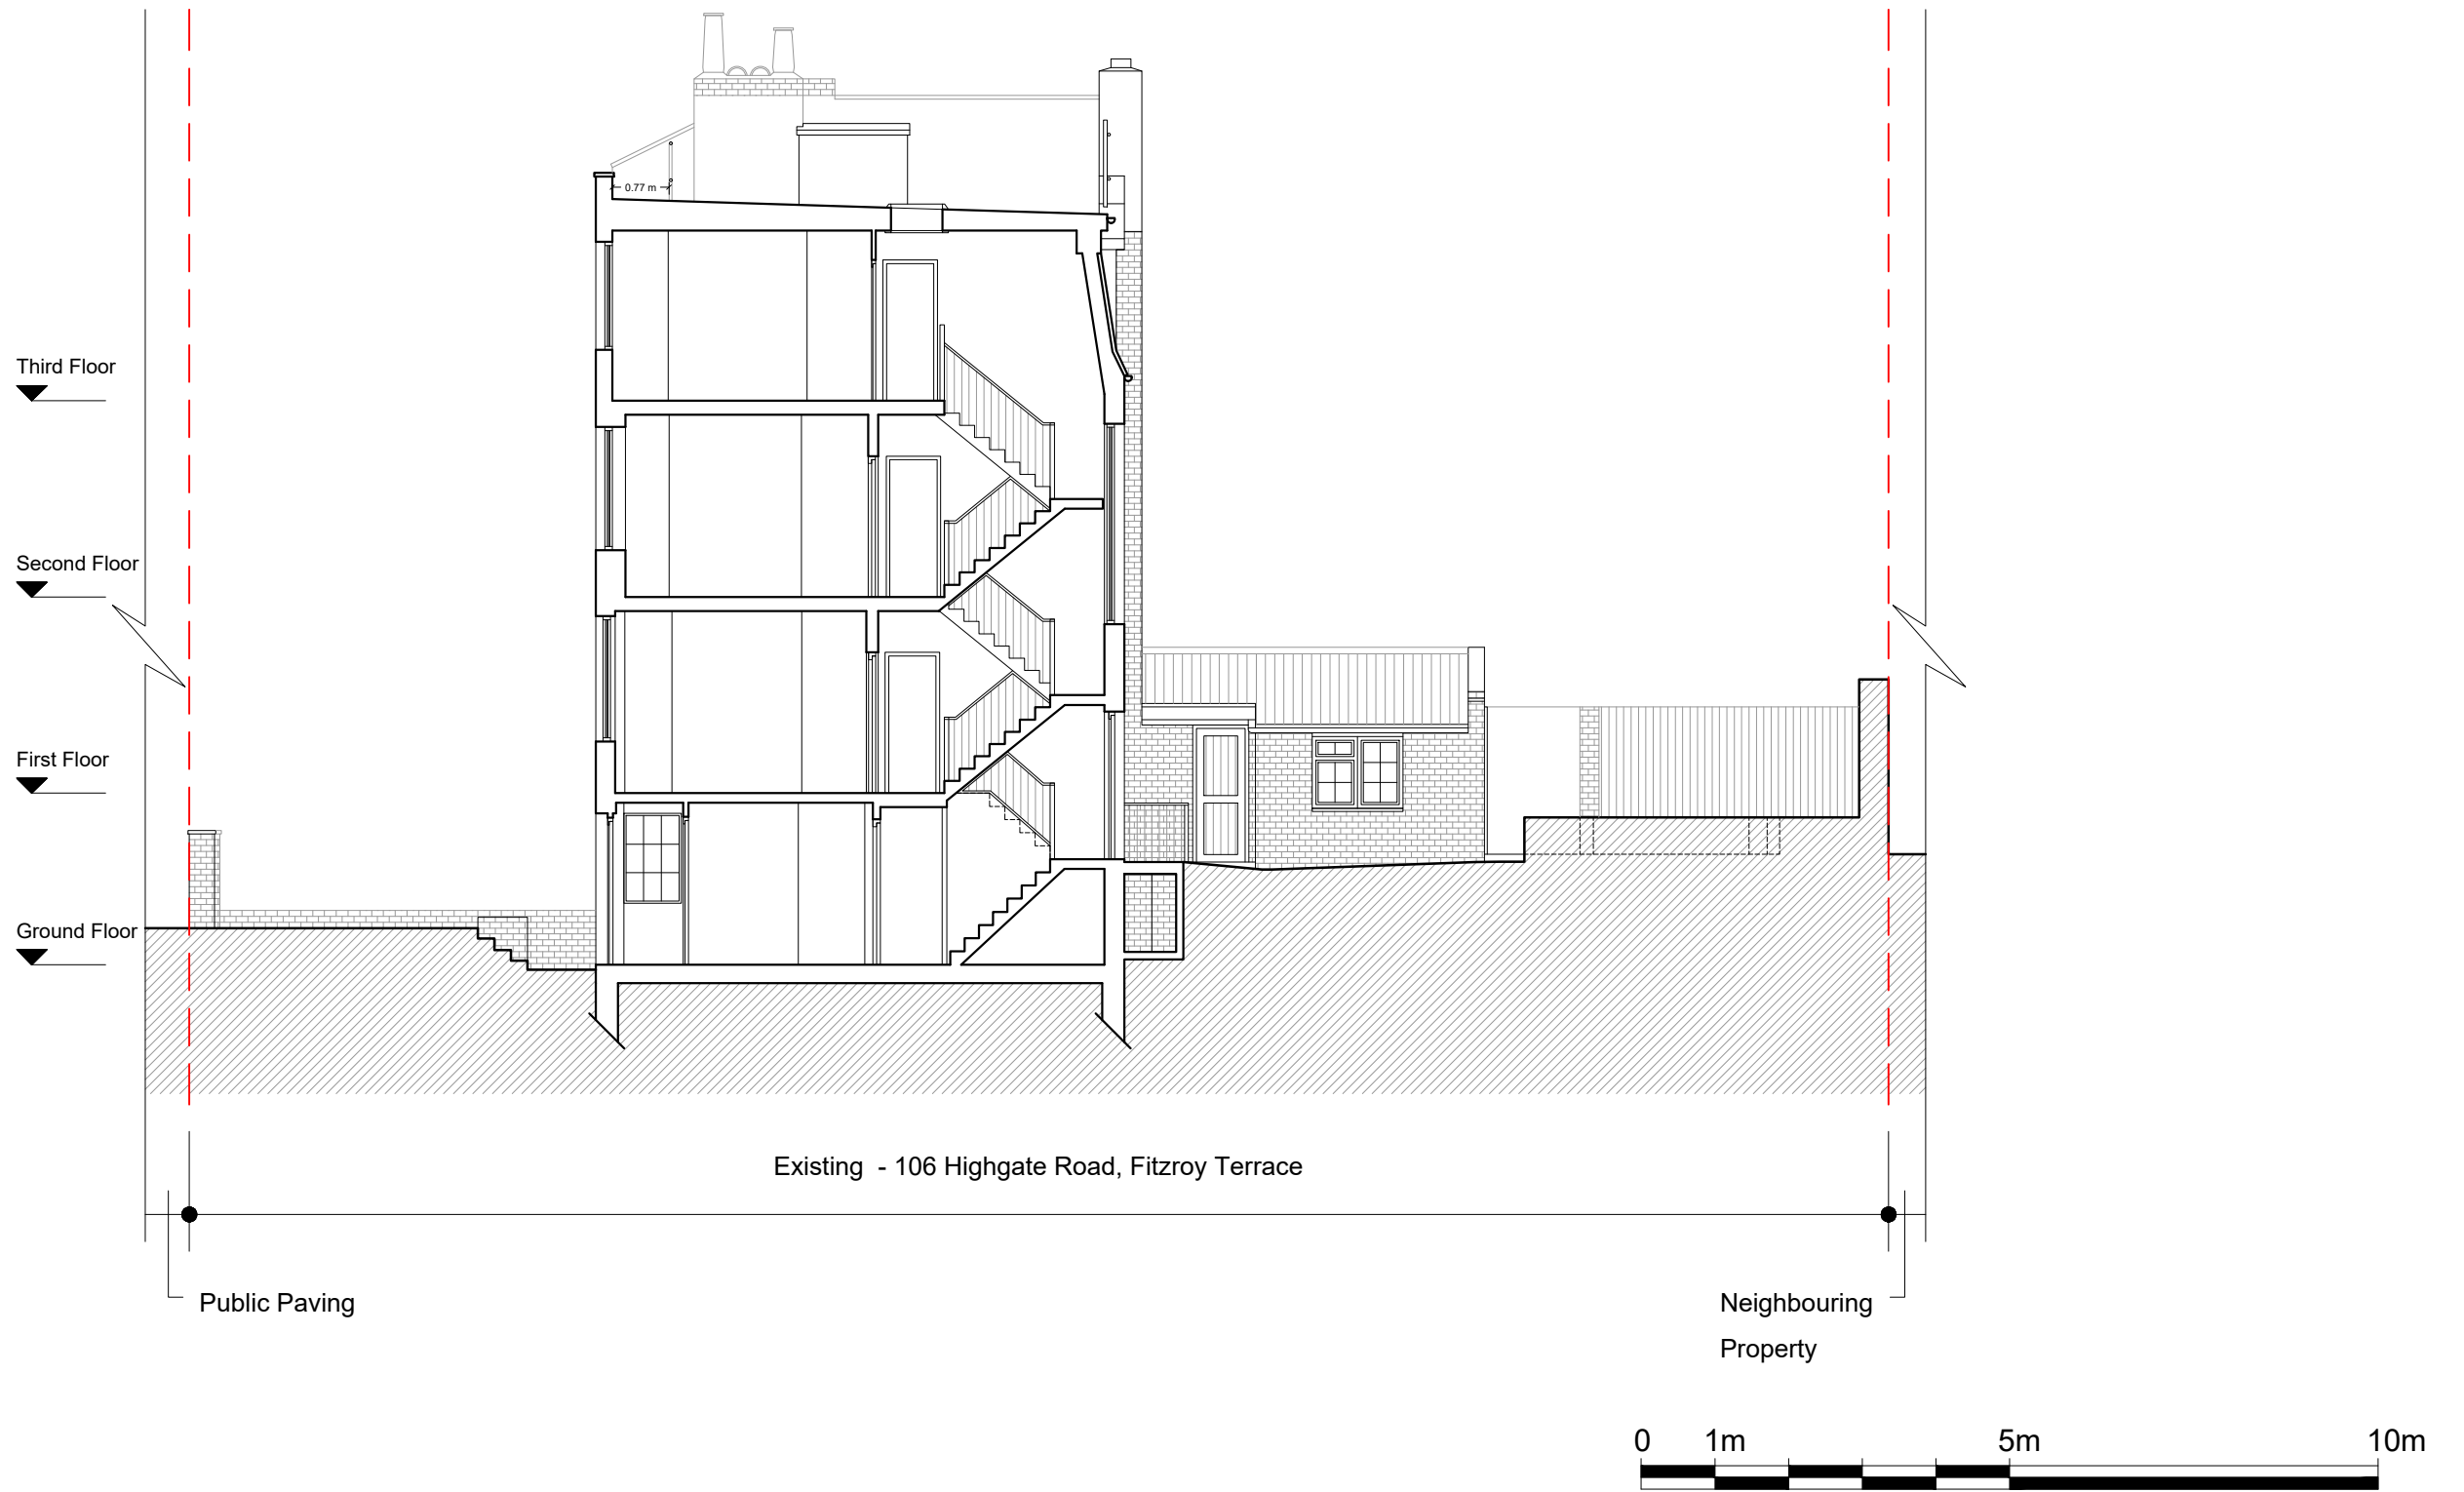 0.77 m
Third Floor
Second Floor
First Floor
Ground Floor
Existing - 106 Highgate Road, Fitzroy Terrace
Public Paving
Neighbouring
Property
0 1m 5m 10m